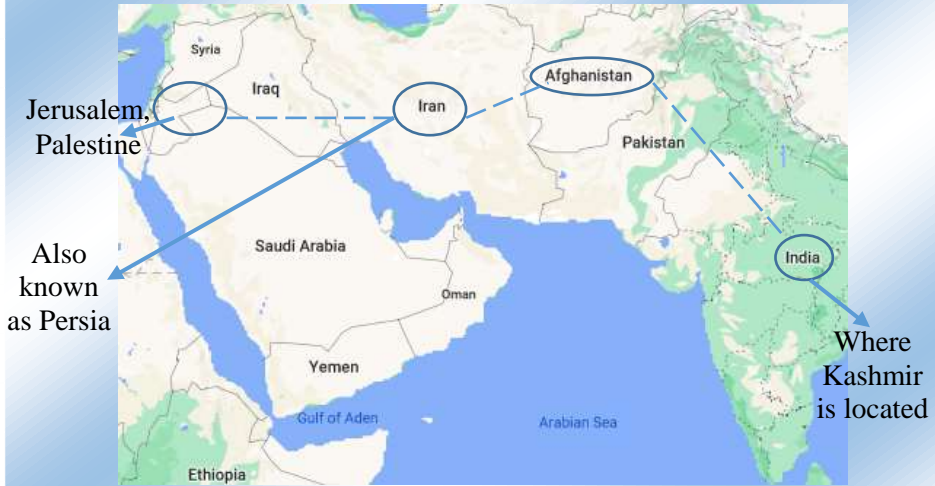 Syria
Afghanistan
Iraq
Iran
Jerusalem,
Palestine
Pakistan
Also
known
as Persia
Saudi Arabia
India
Oman
Where
Kashmir
is located
Yemen
Gulf of Aden
Arabian Sea
Ethiopia